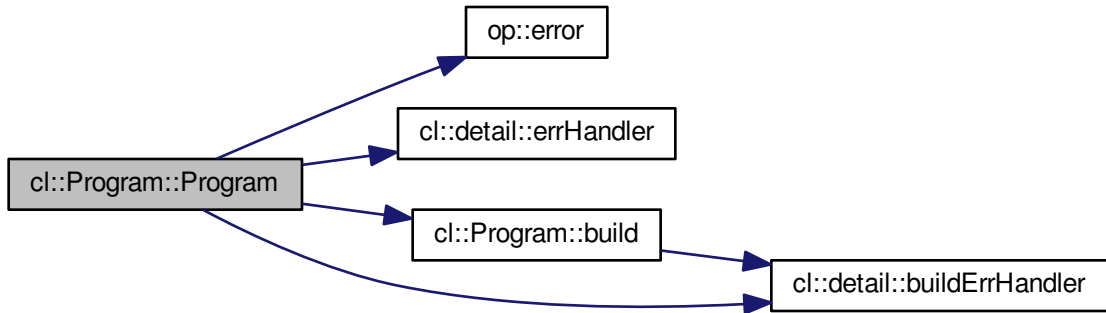 op::error
cl::detail::errHandler
cl::Program::Program
cl::Program::build
cl::detail::buildErrHandler